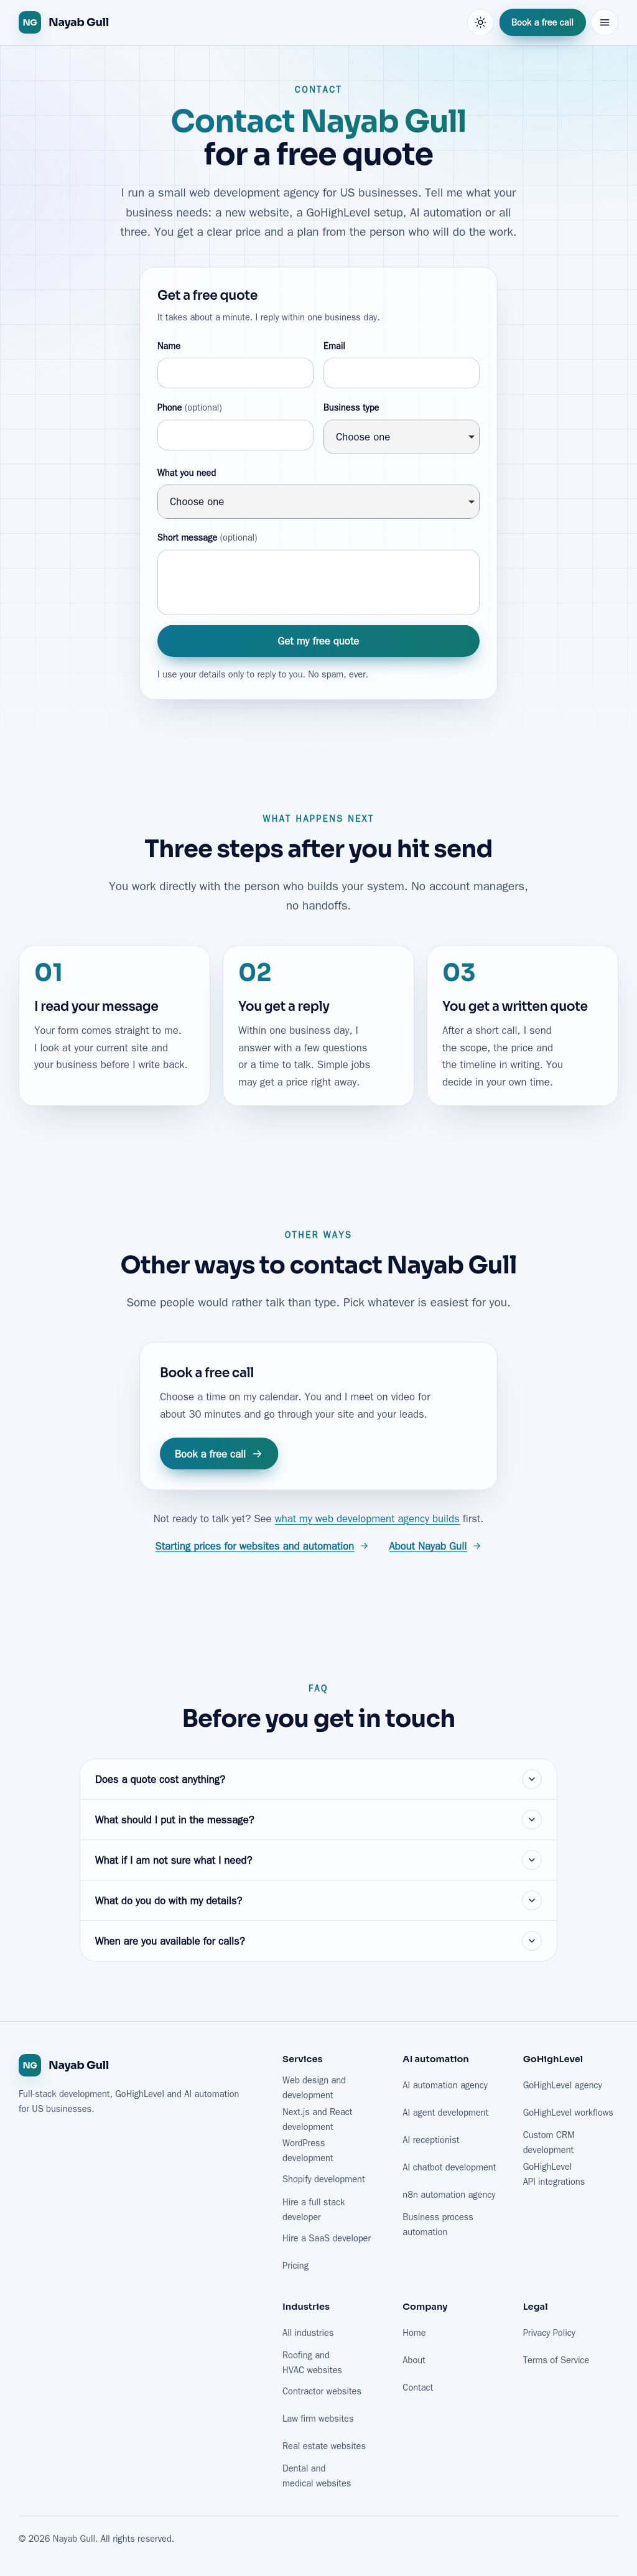 NG Nayab Gull
Book a free call
CONTACT
Contact Nayab Gull
for a free quote
I run a small web development agency for US businesses. Tell me what your
business needs: a new website, a GoHighLevel setup, AI automation or all
three. You get a clear price and a plan from the person who will do the work.
Get a free quote
It takes about a minute. I reply within one business day.
Name
Email
Phone (optional)
Business type
Choose one
What you need
Choose one
Short message (optional)
Get my free quote
I use your details only to reply to you. No spam, ever.
WHAT HAPPENS NEXT
Three steps after you hit send
You work directly with the person who builds your system. No account managers,
no handoffs.
01
I read your message
Your form comes straight to me.
I look at your current site and
your business before I write back.
02
You get a reply
Within one business day, I
answer with a few questions
or a time to talk. Simple jobs
may get a price right away.
03
You get a written quote
After a short call, I send
the scope, the price and
the timeline in writing. You
decide in your own time.
OTHER WAYS
Other ways to contact Nayab Gull
Some people would rather talk than type. Pick whatever is easiest for you.
Book a free call
Choose a time on my calendar. You and I meet on video for
about 30 minutes and go through your site and your leads.
Book a free call →
Not ready to talk yet? See what my web development agency builds first.
Starting prices for websites and automation → About Nayab Gull →
FAQ
Before you get in touch
Does a quote cost anything?
What should I put in the message?
What if I am not sure what I need?
What do you do with my details?
When are you available for calls?
NG Nayab Gull
Full-stack development, GoHighLevel and AI automation
for US businesses.
Services
Web design and
development
Next.js and React
development
WordPress
development
Shopify development
Hire a full stack
developer
Hire a SaaS developer
Pricing
AI automation
AI automation agency
AI agent development
AI receptionist
AI chatbot development
n8n automation agency
Business process
automation
GoHighLevel
GoHighLevel agency
GoHighLevel workflows
Custom CRM
development
GoHighLevel
API integrations
Industries
All industries
Roofing and
HVAC websites
Contractor websites
Law firm websites
Real estate websites
Dental and
medical websites
Company
Home
About
Contact
Legal
Privacy Policy
Terms of Service
© 2026 Nayab Gull. All rights reserved.